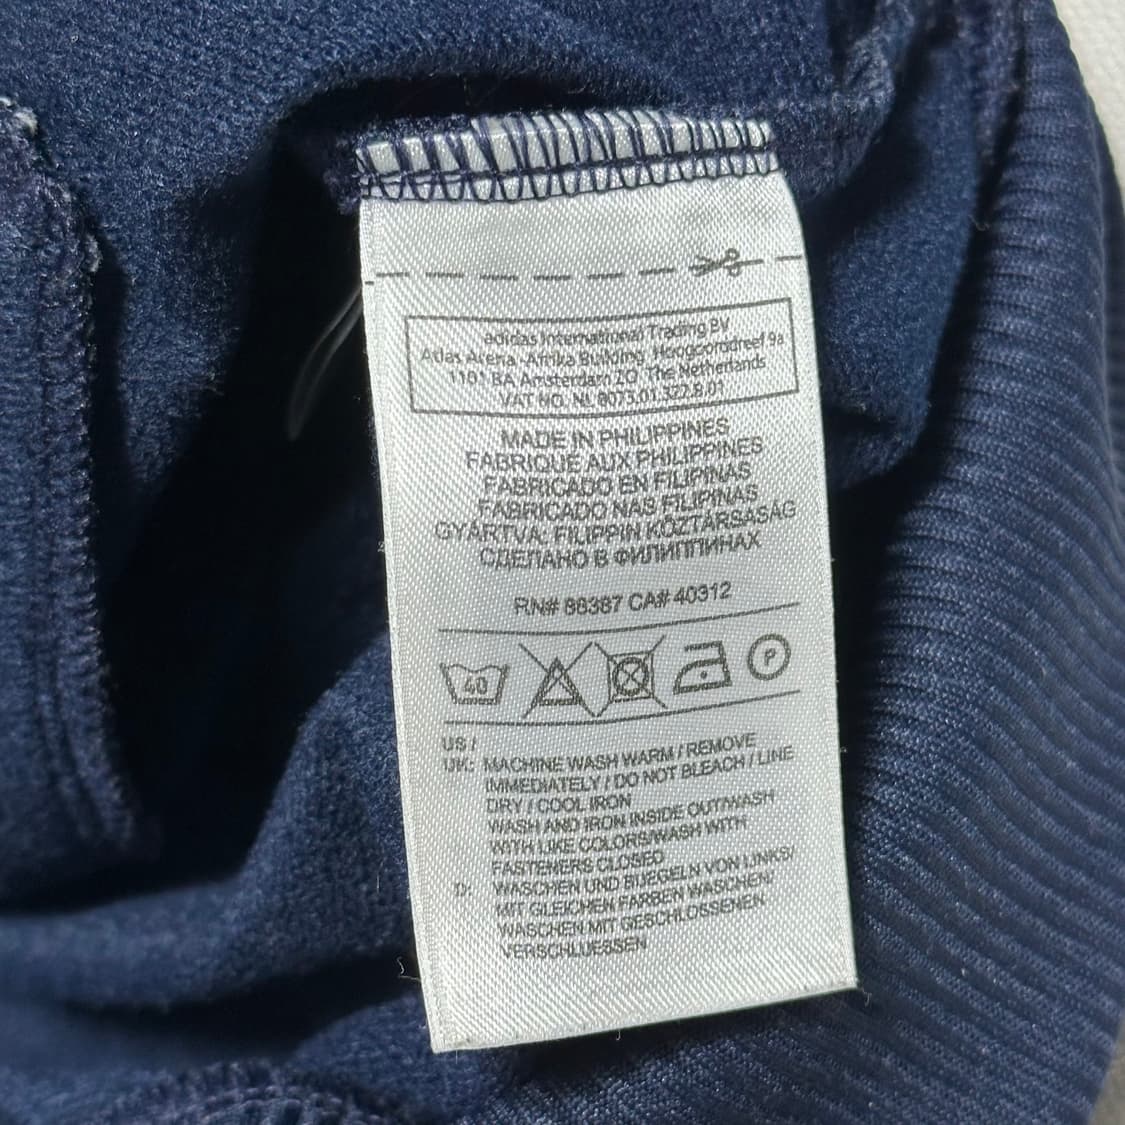 adidas International Trading BV
Atlas Arena -Afrika Building Hoogoorddreef 9a
1101 BA Amsterdam ZO The Netherlands
VAT NO. NL 8073.01.322.B.01
MADE IN PHILIPPINES
FABRIQUE AUX PHILIPPINES
FABRICADO EN FILIPINAS
FABRICADO NAS FILIPINAS
GYÁRTVA: FILIPPIN KÖZTÁRSASÁG
СДЕЛАНО В ФИЛИППИНАХ
RN# 88387 CA# 40312
40 P
US /
UK: MACHINE WASH WARM / REMOVE
IMMEDIATELY / DO NOT BLEACH / LINE
DRY / COOL IRON
WASH AND IRON INSIDE OUT/WASH
WITH LIKE COLORS/WASH WITH
FASTENERS CLOSED
D: WASCHEN UND BUEGELN VON LINKS/
MIT GLEICHEN FARBEN WASCHEN/
WASCHEN MIT GESCHLOSSENEN
VERSCHLUESSEN